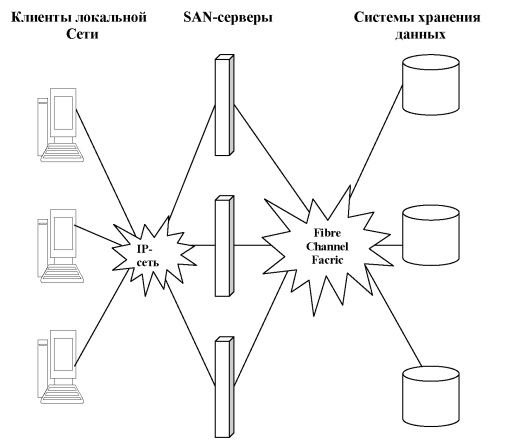 Клиенты локальной
Сети
SAN-серверы
Системы хранения
данных
IP-
сеть
Fibre
Channel
Facric